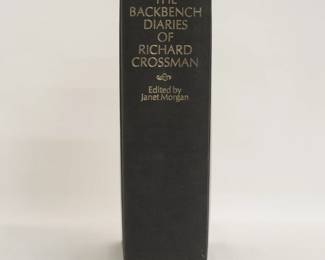 THE
BACKBENCH
DIARIES
OF
RICHARD
CROSSMAN
Edited by
Janet Morgan